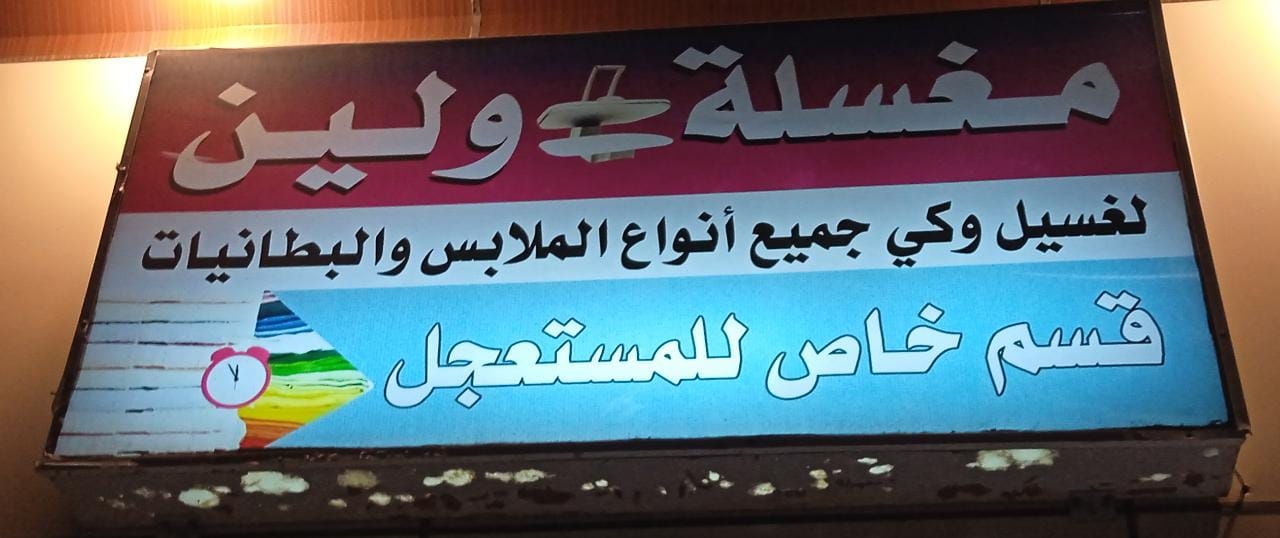 مغسلة ولين
لغسيل وكي جميع أنواع الملابس والبطانيات
قسم خاص للمستعجل